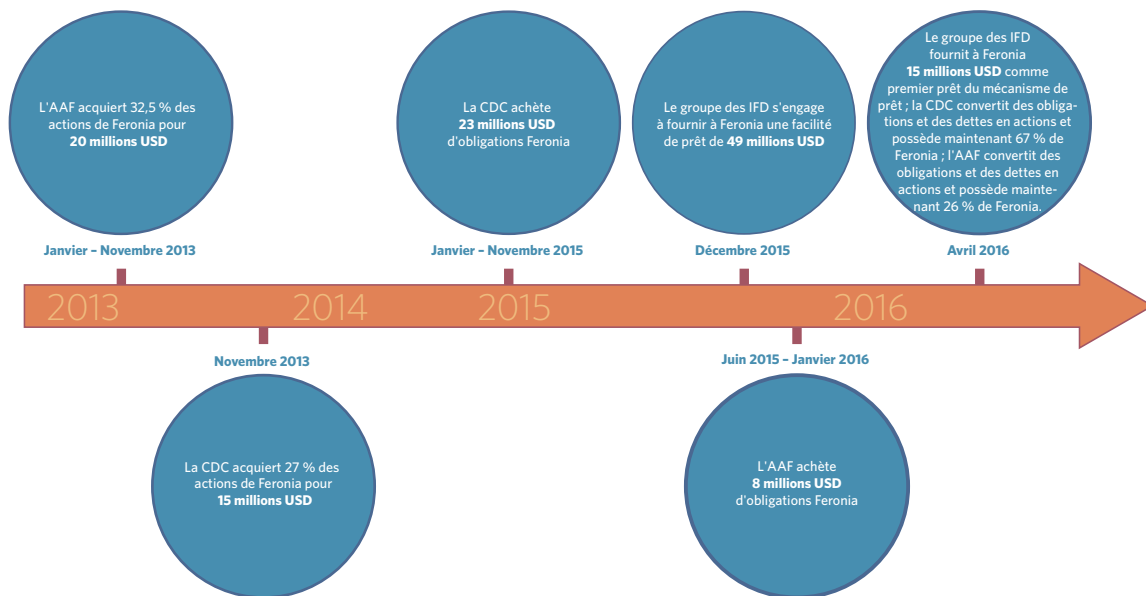 L'AAF acquiert 32,5 % des
actions de Feronia pour
20 millions USD
La CDC achète
23 millions USD
d'obligations Feronia
Le groupe des IFD s'engage
à fournir à Feronia une facilité
de prêt de 49 millions USD
Le groupe des IFD
fournit à Feronia
15 millions USD comme
premier prêt du mécanisme de
prêt ; la CDC convertit des obliga-
tions et des dettes en actions et
possède maintenant 67 % de
Feronia ; l'AAF convertit des
obligations et des dettes en
actions et possède mainte-
nant 26 % de Feronia.
Janvier – Novembre 2013
Janvier – Novembre 2015
Décembre 2015
Avril 2016
2013
2014
2015
2016
Novembre 2013
Juin 2015 – Janvier 2016
La CDC acquiert 27 % des
actions de Feronia pour
15 millions USD
L'AAF achète
8 millions USD
d'obligations Feronia